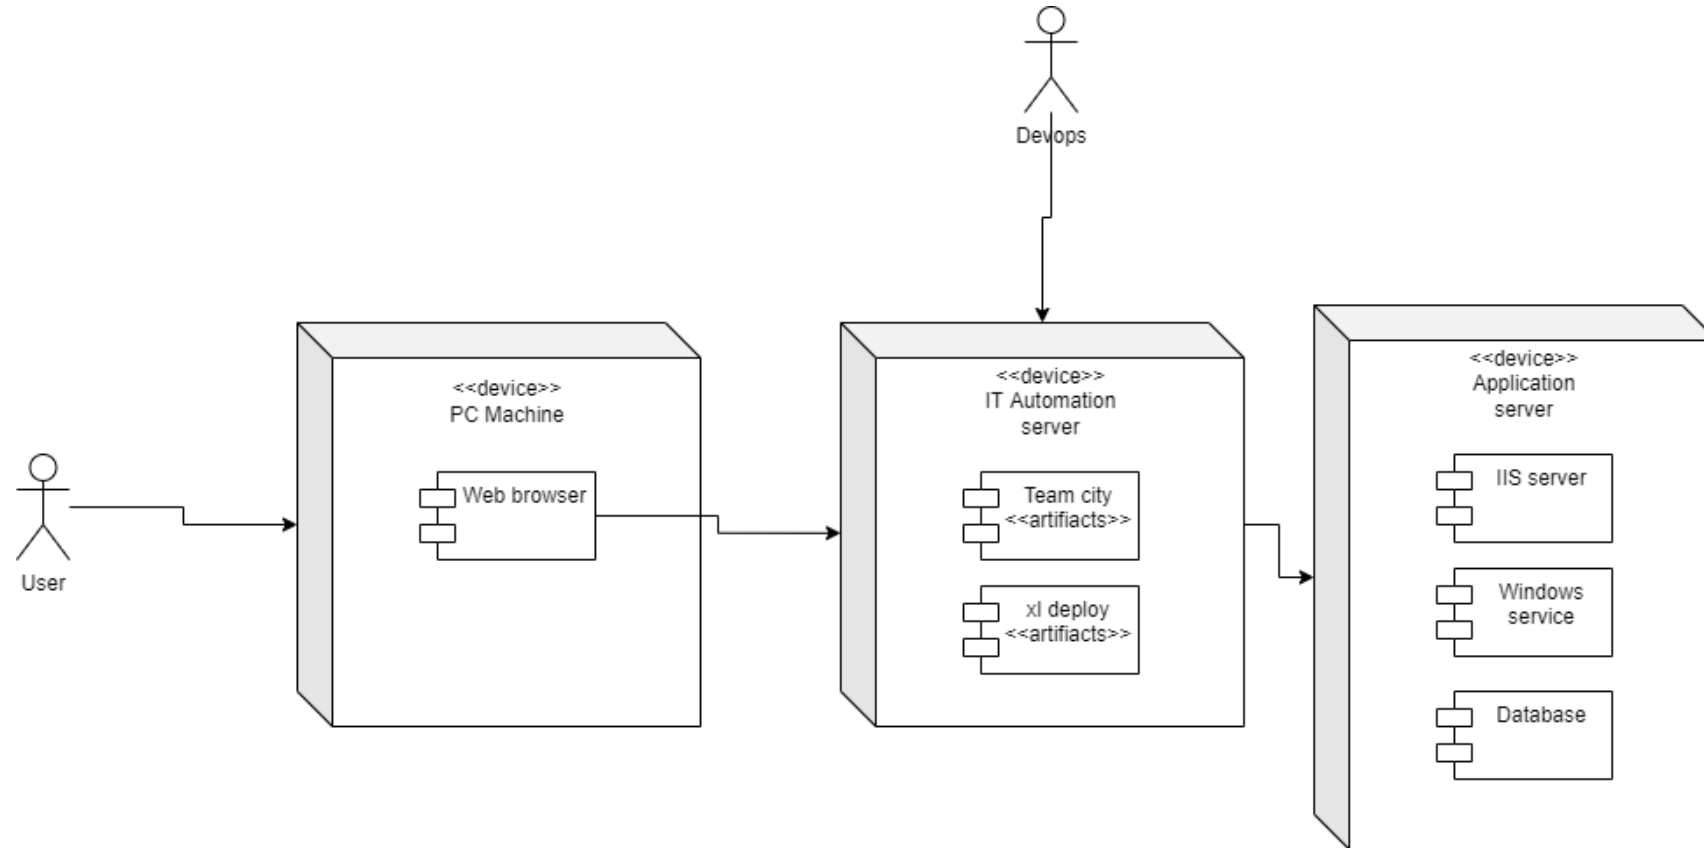 Devops
User
<<device>>
PC Machine
Web browser
<<device>>
IT Automation
server
Team city
<<artifiacts>>
xl deploy
<<artifiacts>>
<<device>>
Application
server
IIS server
Windows
service
Database